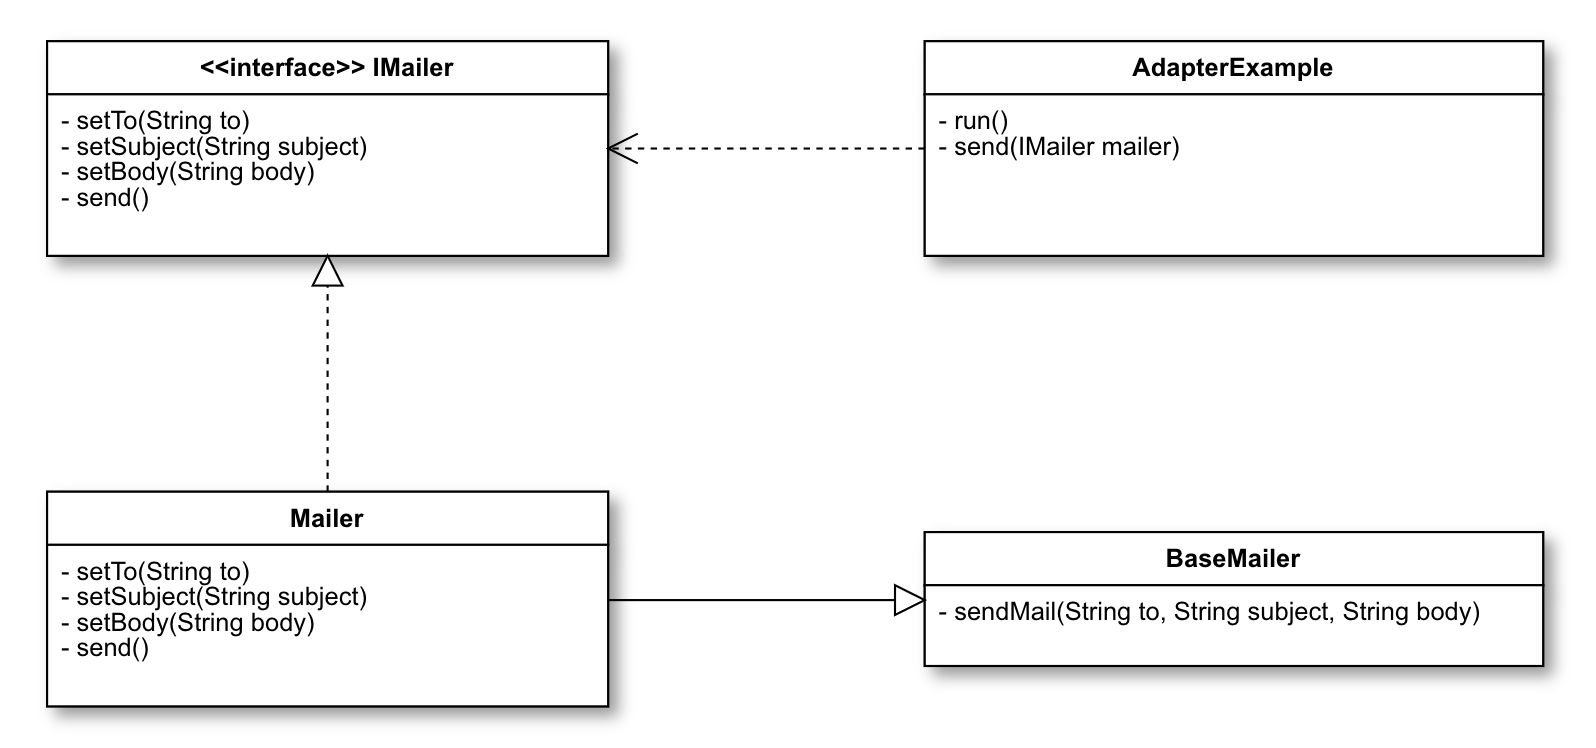 <<interface>> IMailer
- setTo(String to)
- setSubject(String subject)
- setBody(String body)
- send()
AdapterExample
- run()
- send(IMailer mailer)
Mailer
- setTo(String to)
- setSubject(String subject)
- setBody(String body)
- send()
BaseMailer
- sendMail(String to, String subject, String body)